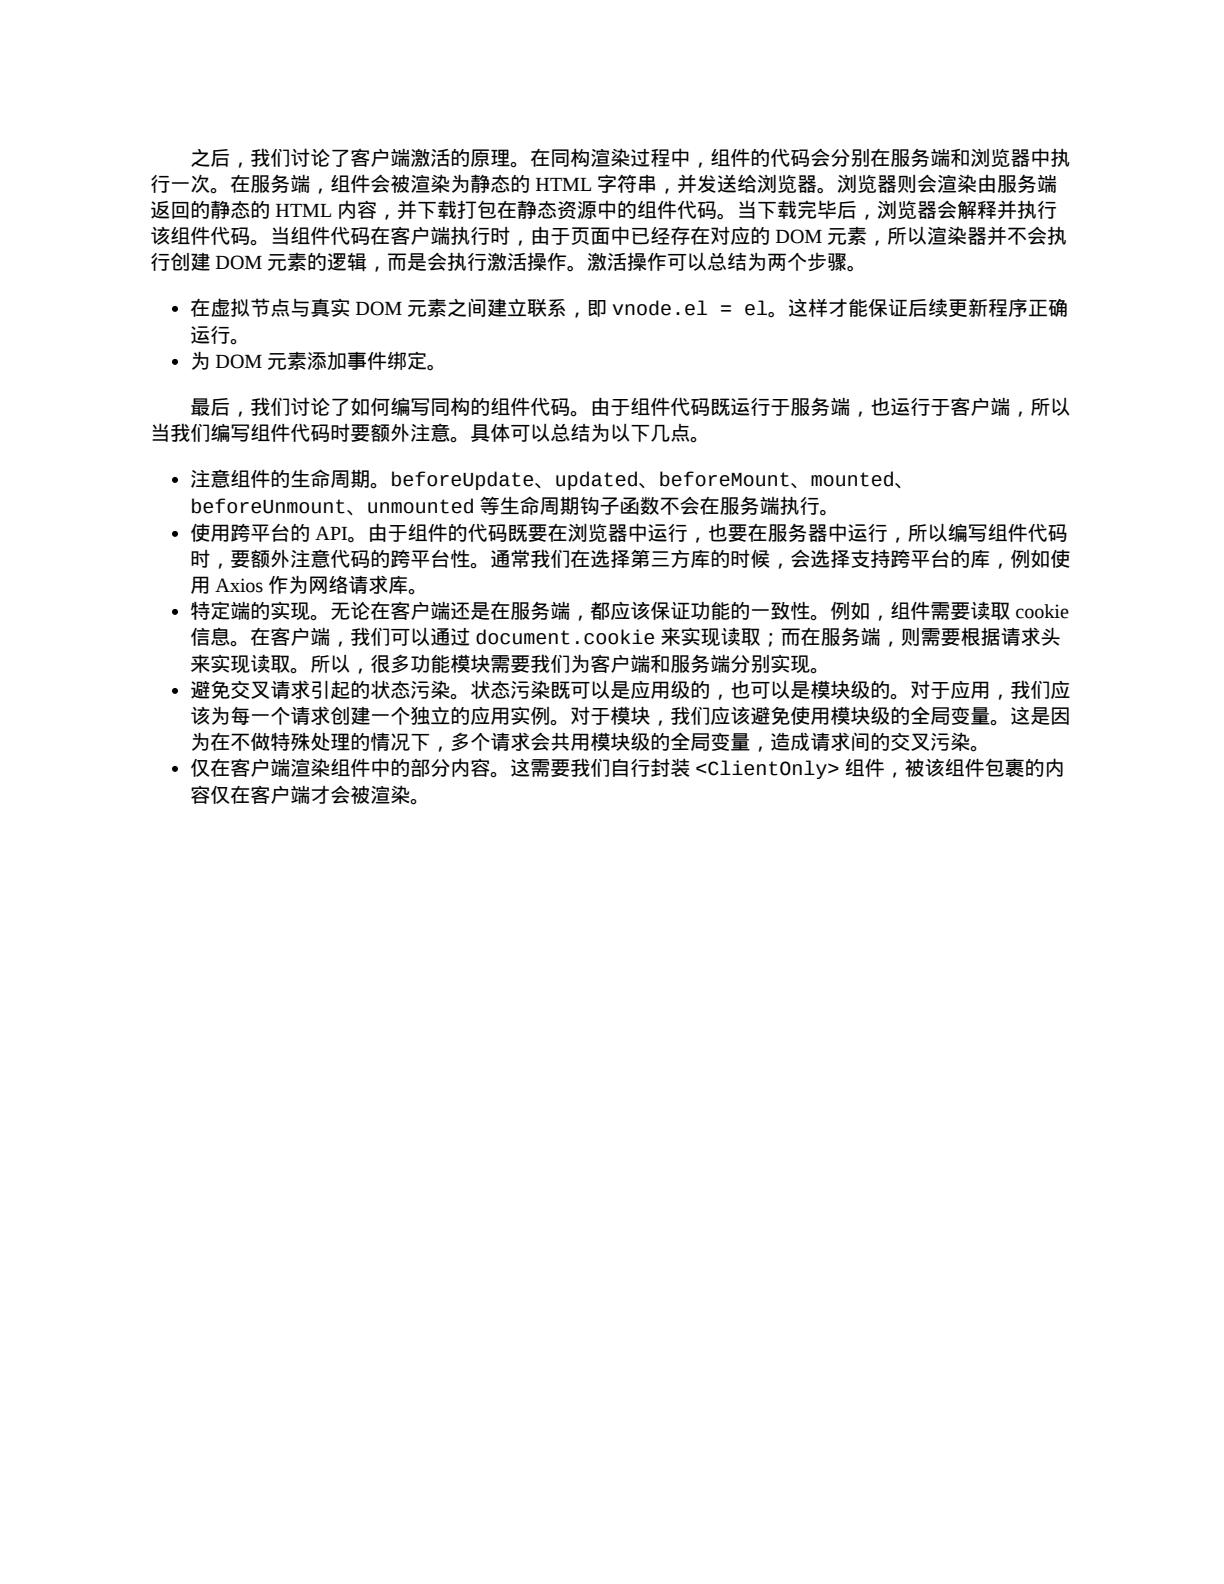 之后，我们讨论了客户端激活的原理。在同构渲染过程中，组件的代码会分别在服务端和浏览器中执
行一次。在服务端，组件会被渲染为静态的 HTML 字符串，并发送给浏览器。浏览器则会渲染由服务端
返回的静态的 HTML 内容，并下载打包在静态资源中的组件代码。当下载完毕后，浏览器会解释并执行
该组件代码。当组件代码在客户端执行时，由于页面中已经存在对应的 DOM 元素，所以渲染器并不会执
行创建 DOM 元素的逻辑，而是会执行激活操作。激活操作可以总结为两个步骤。
• 在虚拟节点与真实 DOM 元素之间建立联系，即 vnode.el = el。这样才能保证后续更新程序正确
运行。
• 为 DOM 元素添加事件绑定。
最后，我们讨论了如何编写同构的组件代码。由于组件代码既运行于服务端，也运行于客户端，所以
当我们编写组件代码时要额外注意。具体可以总结为以下几点。
• 注意组件的生命周期。beforeUpdate、updated、beforeMount、mounted、
beforeUnmount、unmounted 等生命周期钩子函数不会在服务端执行。
• 使用跨平台的 API。由于组件的代码既要在浏览器中运行，也要在服务器中运行，所以编写组件代码
时，要额外注意代码的跨平台性。通常我们在选择第三方库的时候，会选择支持跨平台的库，例如使
用 Axios 作为网络请求库。
• 特定端的实现。无论在客户端还是在服务端，都应该保证功能的一致性。例如，组件需要读取 cookie
信息。在客户端，我们可以通过 document.cookie 来实现读取；而在服务端，则需要根据请求头
来实现读取。所以，很多功能模块需要我们为客户端和服务端分别实现。
• 避免交叉请求引起的状态污染。状态污染既可以是应用级的，也可以是模块级的。对于应用，我们应
该为每一个请求创建一个独立的应用实例。对于模块，我们应该避免使用模块级的全局变量。这是因
为在不做特殊处理的情况下，多个请求会共用模块级的全局变量，造成请求间的交叉污染。
• 仅在客户端渲染组件中的部分内容。这需要我们自行封装 <ClientOnly> 组件，被该组件包裹的内
容仅在客户端才会被渲染。